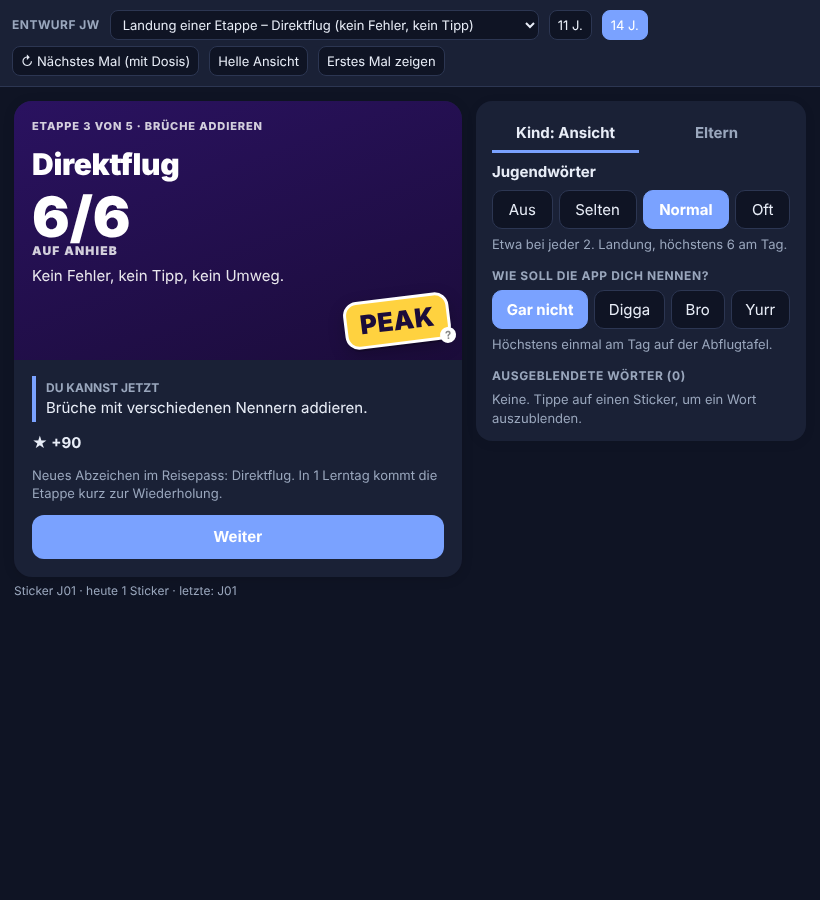 ENTWURF JW
Landung einer Etappe – Direktflug (kein Fehler, kein Tipp)
11 J.
14 J.
↻ Nächstes Mal (mit Dosis)
Helle Ansicht
Erstes Mal zeigen
ETAPPE 3 VON 5 · BRÜCHE ADDIEREN
Direktflug
6/6
AUF ANHIEB
Kein Fehler, kein Tipp, kein Umweg.
PEAK
?
DU KANNST JETZT
Brüche mit verschiedenen Nennern addieren.
★ +90
Neues Abzeichen im Reisepass: Direktflug. In 1 Lerntag kommt die
Etappe kurz zur Wiederholung.
Weiter
Sticker J01 · heute 1 Sticker · letzte: J01
Kind: Ansicht
Eltern
Jugendwörter
Aus
Selten
Normal
Oft
Etwa bei jeder 2. Landung, höchstens 6 am Tag.
WIE SOLL DIE APP DICH NENNEN?
Gar nicht
Digga
Bro
Yurr
Höchstens einmal am Tag auf der Abflugtafel.
AUSGEBLENDETE WÖRTER (0)
Keine. Tippe auf einen Sticker, um ein Wort
auszublenden.